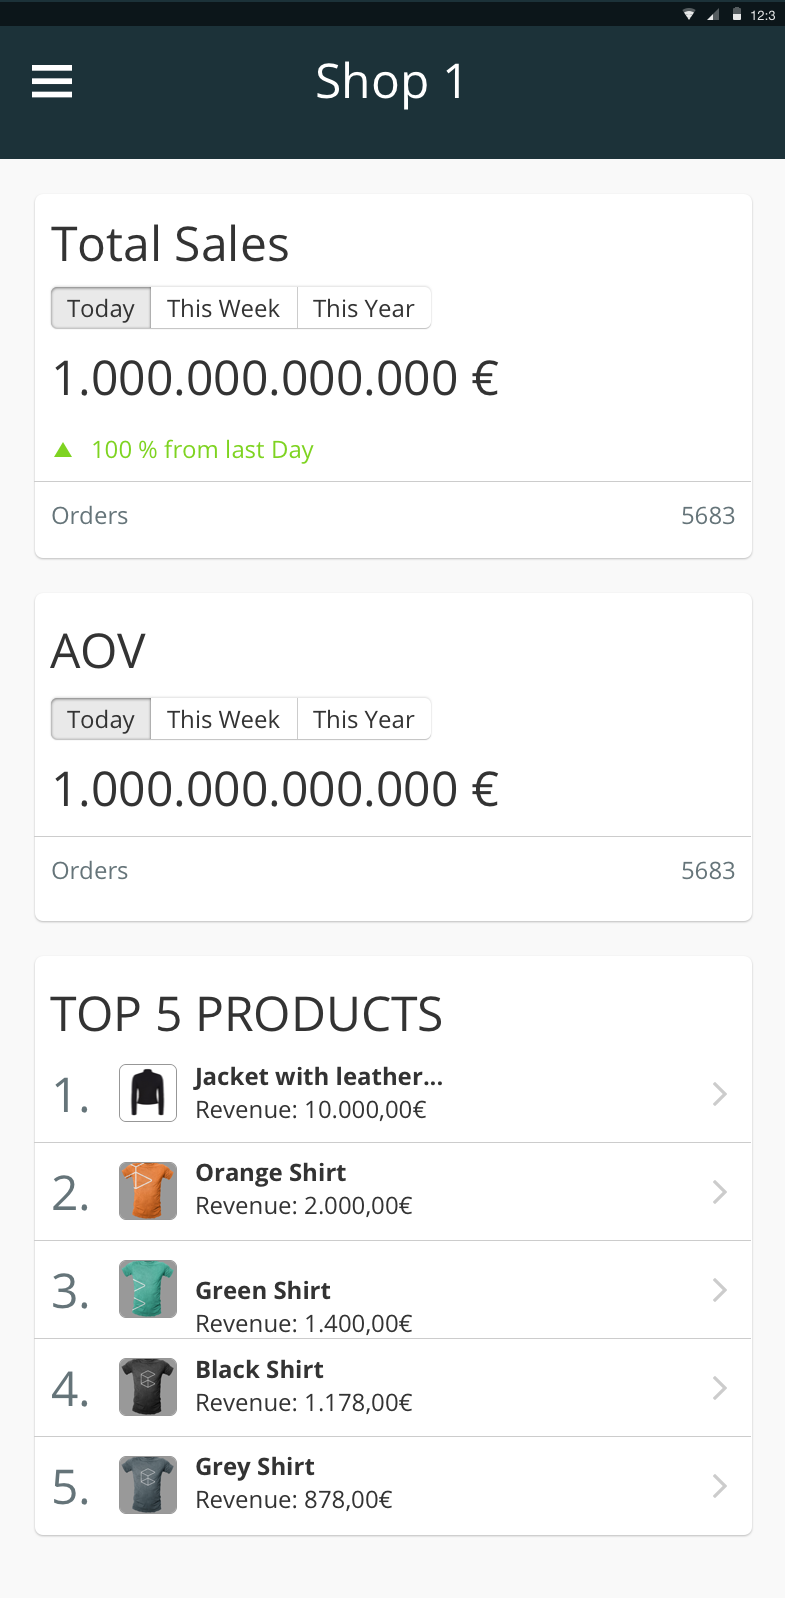 12:3
Shop 1
Total Sales
Today This Week This Year
1.000.000.000.000 €
100 % from last Day
Orders 5683
AOV
Today This Week This Year
1.000.000.000.000 €
Orders 5683
TOP 5 PRODUCTS
1. Jacket with leather...
Revenue: 10.000,00€
2. Orange Shirt
Revenue: 2.000,00€
3. Green Shirt
Revenue: 1.400,00€
4. Black Shirt
Revenue: 1.178,00€
5. Grey Shirt
Revenue: 878,00€